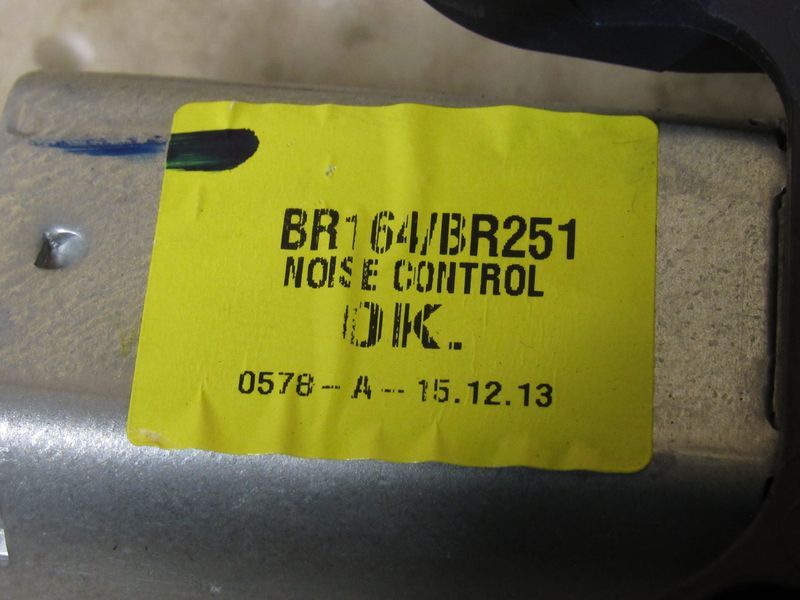 BR164/BR251
NOISE CONTROL
OK.
0578-A-15.12.13